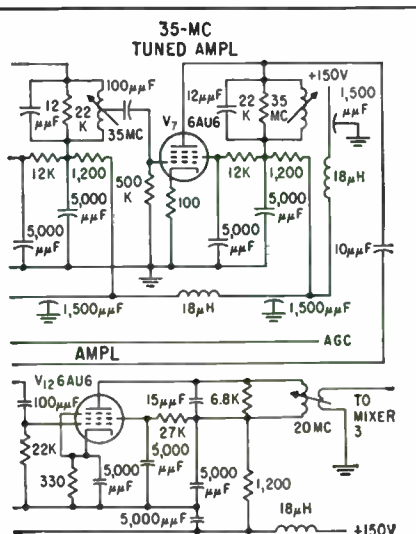 35-MC
TUNED AMPL
+150V
100μμF
12
μμF
22
K
35MC
V7 6AU6
12μμF
22
K
35
MC
1,500
μμF
12K
1,200
500
K
100
12K
1,200
18μH
5,000
μμF
5,000
μμF
5,000
μμF
5,000
μμF
10μμF
1,500μμF
18μH
1,500μμF
AGC
AMPL
V12 6AU6
100μμF
15μμF
6.8K
20MC
TO
MIXER
3
22K
27K
330
5,000
μμF
5,000
μμF
5,000
μμF
1,200
5,000μμF
18μH
+150V